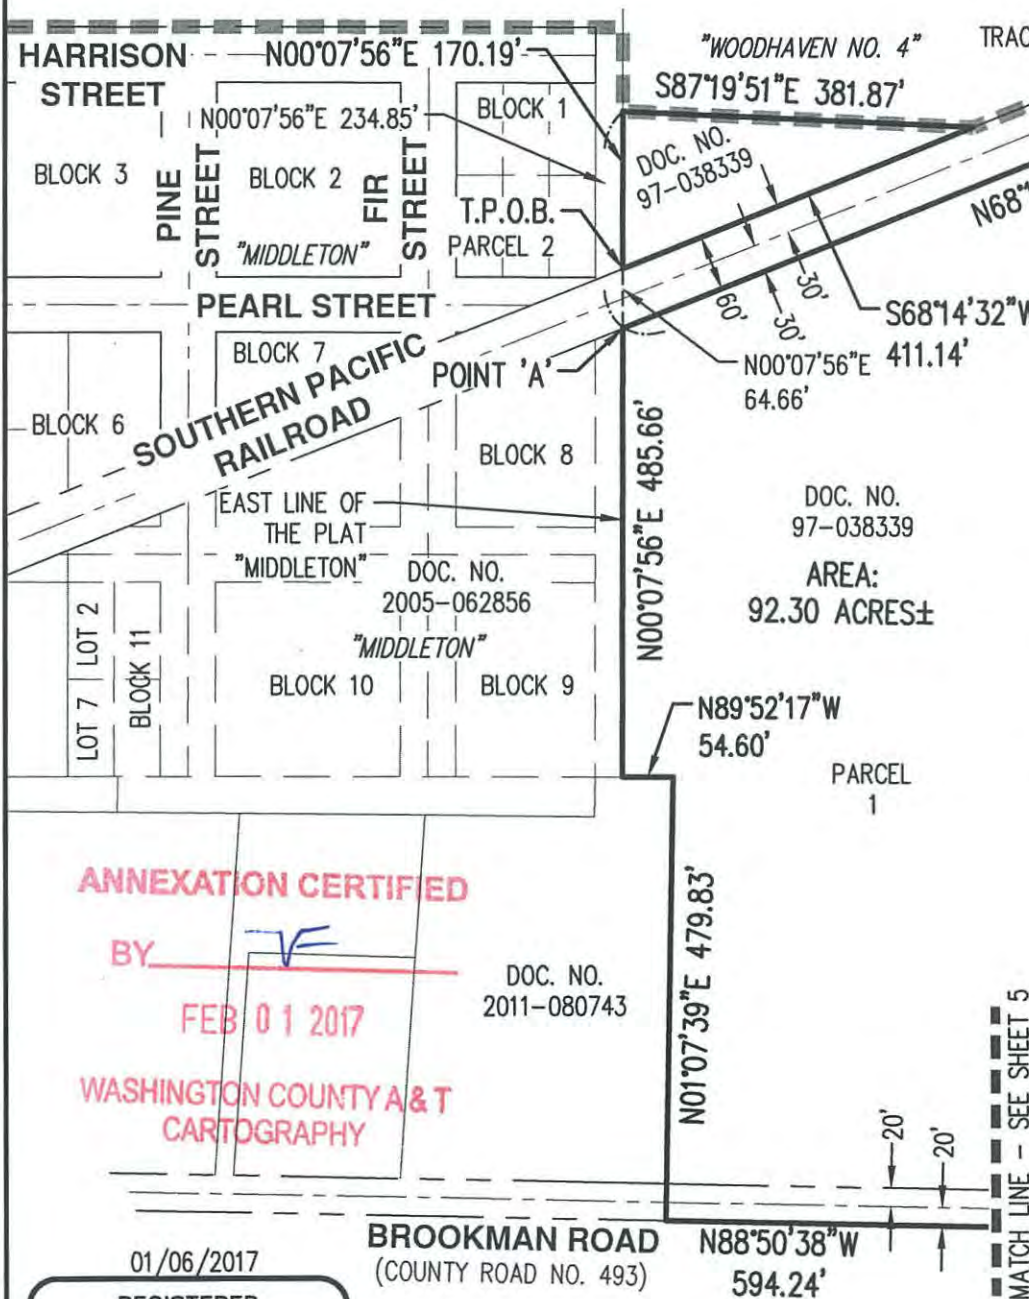 HARRISON
STREET
N00°07'56"E 170.19'
"WOODHAVEN NO. 4"
S87°19'51"E 381.87'
N00°07'56"E 234.85'
BLOCK 1
DOC. NO.
97-038339
BLOCK 3
PINE
STREET
BLOCK 2
FIR
STREET
"MIDDLETON"
T.P.O.B.
PARCEL 2
PEARL STREET
60'
30'
30'
S68°14'32"W
411.14'
N00°07'56"E
64.66'
POINT 'A'
BLOCK 7
SOUTHERN PACIFIC
RAILROAD
BLOCK 6
BLOCK 8
EAST LINE OF
THE PLAT
"MIDDLETON"
N00°07'56"E 485.66'
DOC. NO.
97-038339
AREA:
92.30 ACRES±
DOC. NO.
2005-062856
"MIDDLETON"
LOT 2
LOT 7
BLOCK 11
BLOCK 10
BLOCK 9
N89°52'17"W
54.60'
PARCEL
1
ANNEXATION CERTIFIED
BY
FEB 01 2017
WASHINGTON COUNTY A & T
CARTOGRAPHY
DOC. NO.
2011-080743
N01°07'39"E 479.83'
20'
20'
MATCH LINE - SEE SHEET 5
BROOKMAN ROAD
(COUNTY ROAD NO. 493)
N88°50'38"W
594.24'
01/06/2017
REGISTERED